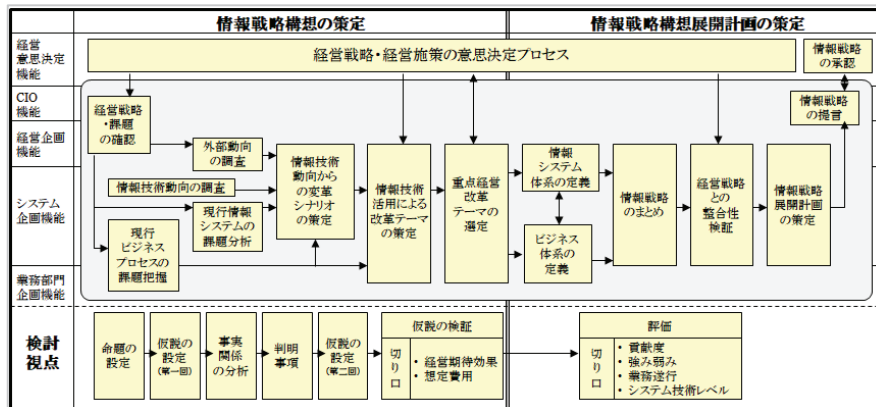 情報戦略構想の策定
情報戦略構想展開計画の策定
経営
意思決定
機能
経営戦略・経営施策の意思決定プロセス
情報戦略
の承認
CIO
機能
経営戦略
・課題
の確認
情報戦略
の提言
経営企画
機能
外部動向
の調査
情報技術動向の調査
現行情報
システムの
課題分析
現行
ビジネス
プロセスの
課題把握
情報技術
動向から
の変革
シナリオ
の策定
情報技術
活用による
改革テーマ
の策定
重点経営
改革
テーマの
選定
情報
システム
体系の定義
ビジネス
体系の
定義
情報戦略
のまとめ
経営戦略
との
整合性
検証
情報戦略
展開計画
の策定
システム
企画機能
業務部門
企画機能
検討
視点
命題の
設定
仮説の
設定
(第一回)
事実
関係の
分析
判明
事項
仮説の
設定
(第二回)
仮説の検証
切り口
・経営期待効果
・想定費用
評価
切り口
・貢献度
・強み弱み
・業務遂行
・システム技術レベル